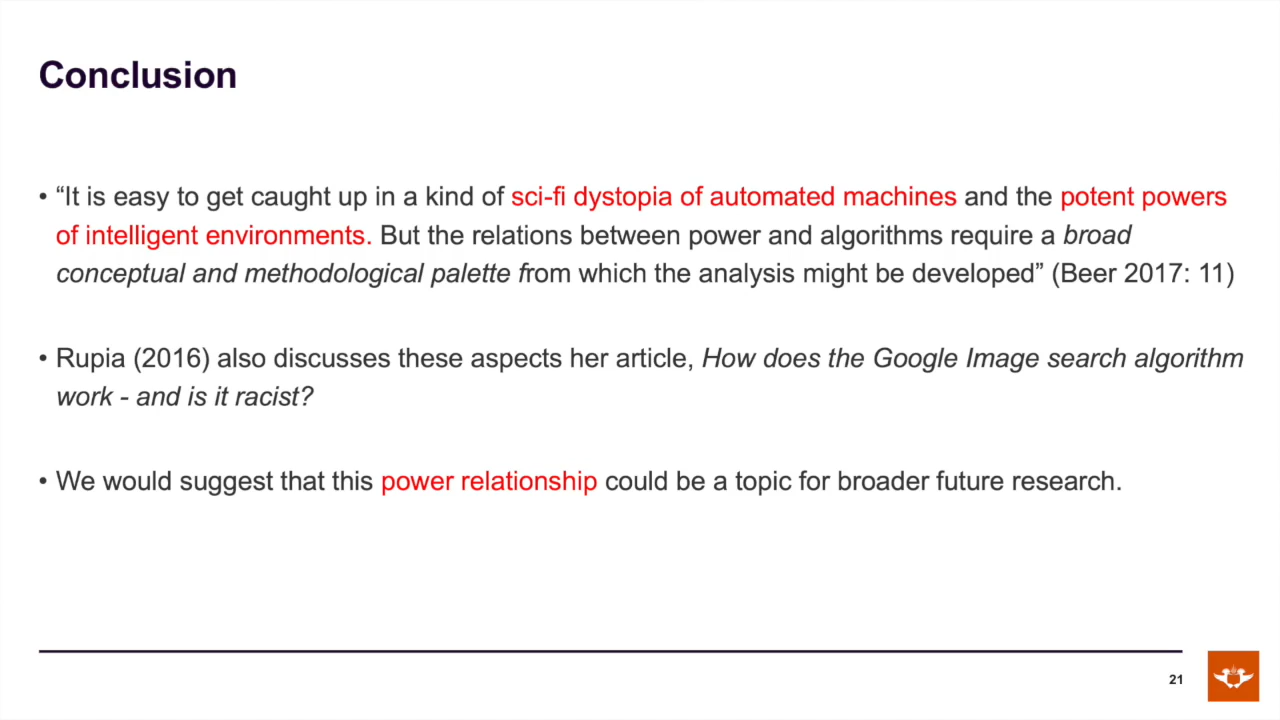 Conclusion
• “It is easy to get caught up in a kind of sci-fi dystopia of automated machines and the potent powers
of intelligent environments. But the relations between power and algorithms require a broad
conceptual and methodological palette from which the analysis might be developed” (Beer 2017: 11)
• Rupia (2016) also discusses these aspects her article, How does the Google Image search algorithm
work - and is it racist?
• We would suggest that this power relationship could be a topic for broader future research.
21